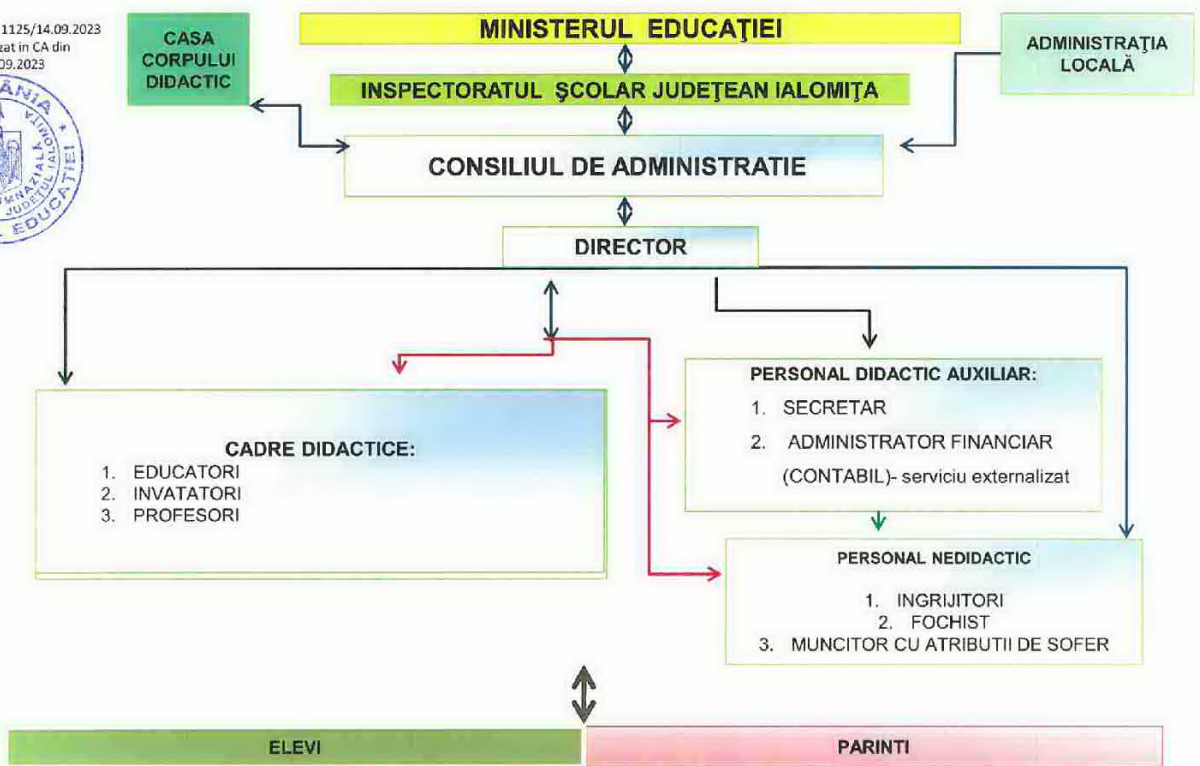 1125/14.09.2023
zat in CA din
09.2023
CASA
CORPULUI
DIDACTIC
MINISTERUL EDUCAŢIEI
ADMINISTRAŢIA
LOCALĂ
INSPECTORATUL ŞCOLAR JUDEŢEAN IALOMIŢA
CONSILIUL DE ADMINISTRATIE
JUDEŢUL IALOMIŢA
EDUCAŢIEI
DIRECTOR
PERSONAL DIDACTIC AUXILIAR:
1. SECRETAR
2. ADMINISTRATOR FINANCIAR
(CONTABIL)- serviciu externalizat
CADRE DIDACTICE:
1. EDUCATORI
2. INVATATORI
3. PROFESORI
PERSONAL NEDIDACTIC
1. INGRIJITORI
2. FOCHIST
3. MUNCITOR CU ATRIBUTII DE SOFER
ELEVI
PARINTI